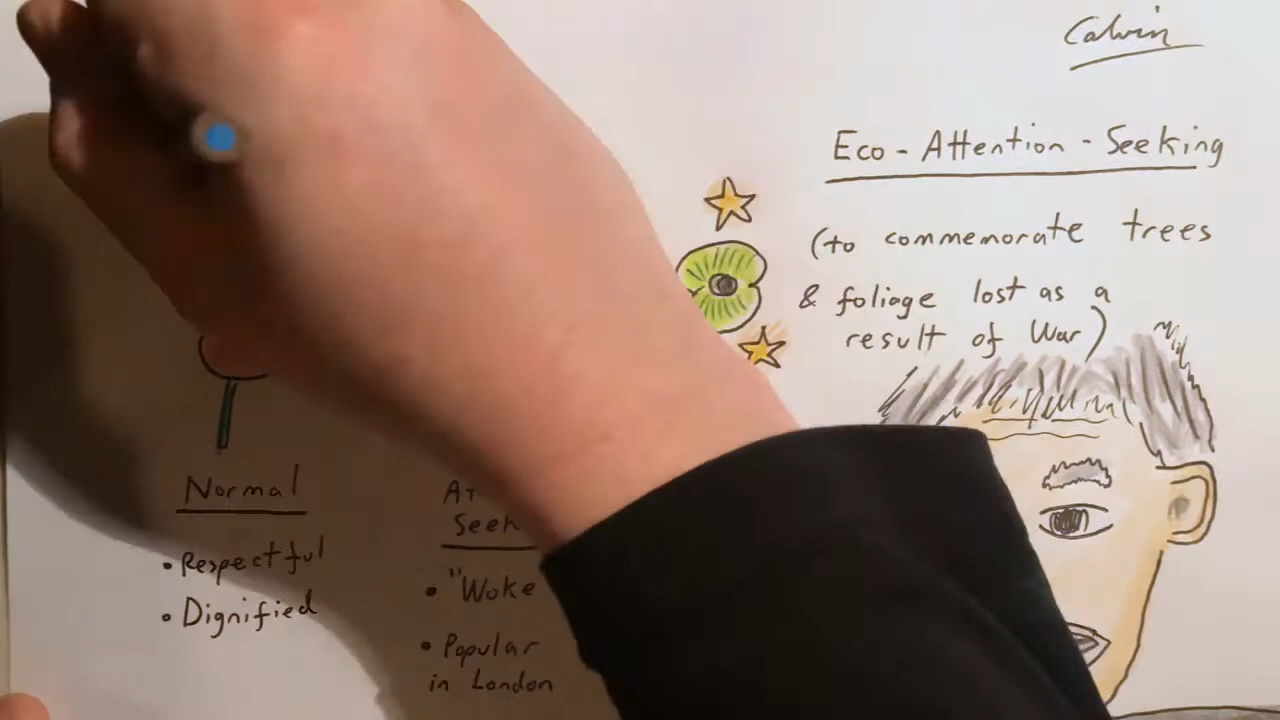 Calvin
Eco-Attention-Seeking
(to commemorate trees
& foliage lost as a
result of War)
Normal
• Respectful
• Dignified
• "Woke
• Popular
in London